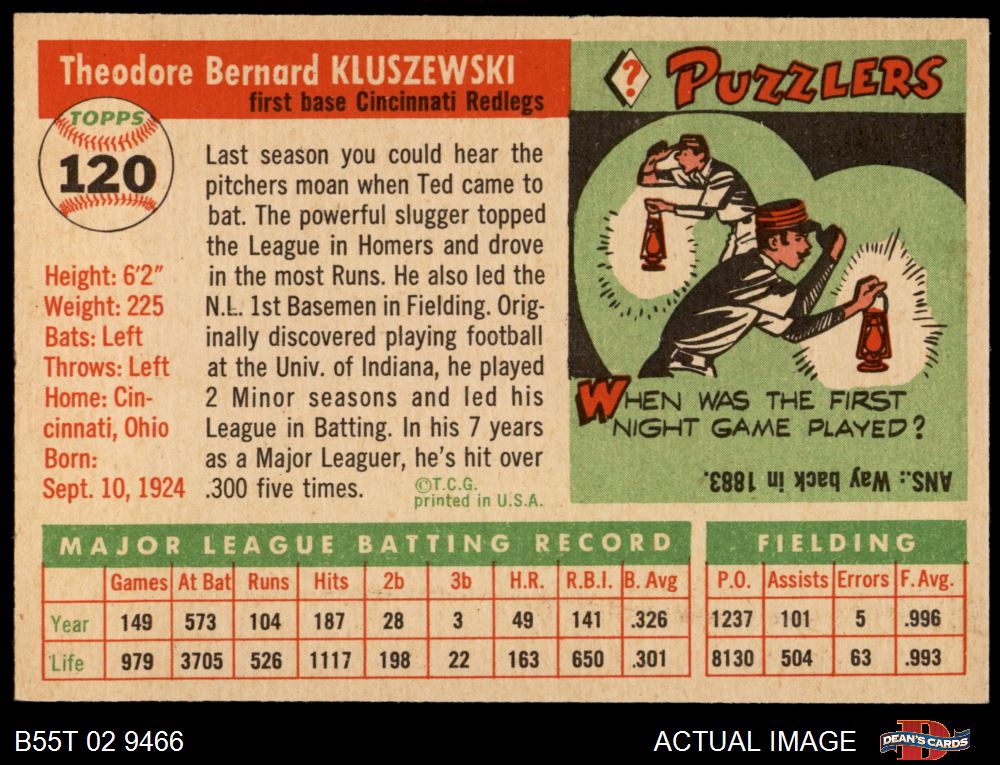 Theodore Bernard KLUSZEWSKI
first base Cincinnati Redlegs
TOPPS
120
Height: 6'2"
Weight: 225
Bats: Left
Throws: Left
Home: Cin-
cinnati, Ohio
Born:
Sept. 10, 1924
Last season you could hear the
pitchers moan when Ted came to
bat. The powerful slugger topped
the League in Homers and drove
in the most Runs. He also led the
N.L. 1st Basemen in Fielding. Orig-
inally discovered playing football
at the Univ. of Indiana, he played
2 Minor seasons and led his
League in Batting. In his 7 years
as a Major Leaguer, he's hit over
.300 five times.
©T.C.G.
printed in U.S.A.
? PUZZLERS
WHEN WAS THE FIRST
NIGHT GAME PLAYED?
ANS.: Way back in 1883.
MAJOR LEAGUE BATTING RECORD
Games At Bat Runs Hits 2b 3b H.R. R.B.I. B. Avg
Year 149 573 104 187 28 3 49 141 .326
Life 979 3705 526 1117 198 22 163 650 .301
FIELDING
P.O. Assists Errors F. Avg.
1237 101 5 .996
8130 504 63 .993
B55T 02 9466
ACTUAL IMAGE
D
DEAN'S CARDS